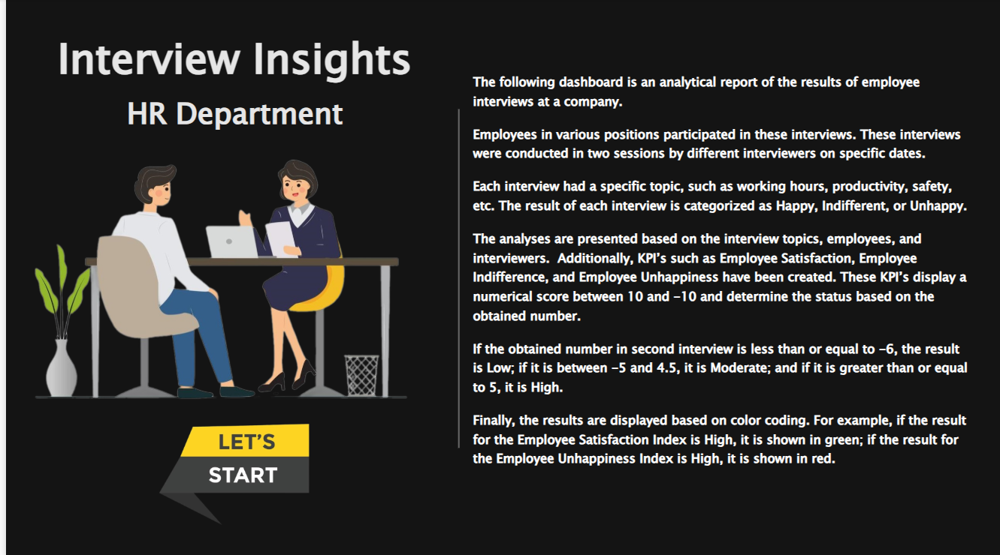 Interview Insights
HR Department
The following dashboard is an analytical report of the results of employee
interviews at a company.
Employees in various positions participated in these interviews. These interviews
were conducted in two sessions by different interviewers on specific dates.
Each interview had a specific topic, such as working hours, productivity, safety,
etc. The result of each interview is categorized as Happy, Indifferent, or Unhappy.
The analyses are presented based on the interview topics, employees, and
interviewers.  Additionally, KPI’s such as Employee Satisfaction, Employee
Indifference, and Employee Unhappiness have been created. These KPI’s display a
numerical score between 10 and –10 and determine the status based on the
obtained number.
If the obtained number in second interview is less than or equal to –6, the result
is Low; if it is between –5 and 4.5, it is Moderate; and if it is greater than or equal
to 5, it is High.
Finally, the results are displayed based on color coding. For example, if the result
for the Employee Satisfaction Index is High, it is shown in green; if the result for
the Employee Unhappiness Index is High, it is shown in red.
LET’S
START